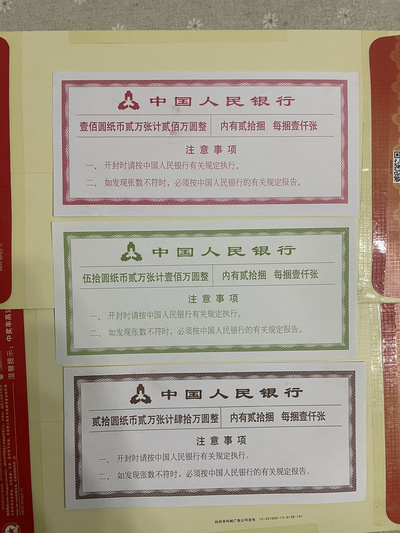 中国人民银行
壹佰圆纸币贰万张计贰佰万圆整 内有贰拾捆 每捆壹仟张
注意事项
一、 开封时请按中国人民银行有关规定执行。
二、 如发现张数不符时，必须按中国人民银行的规定报告。
中国人民银行
伍拾圆纸币贰万张计壹佰万圆整 内有贰拾捆 每捆壹仟张
注意事项
一、 开封时请按中国人民银行有关规定执行。
二、 如发现张数不符时，必须按中国人民银行的规定报告。
中国人民银行
贰拾圆纸币贰万张计肆拾万圆整 内有贰拾捆 每捆壹仟张
注意事项
一、 开封时请按中国人民银行有关规定执行。
二、 如发现张数不符时，必须按中国人民银行的规定报告。
温馨提示：中奖率高